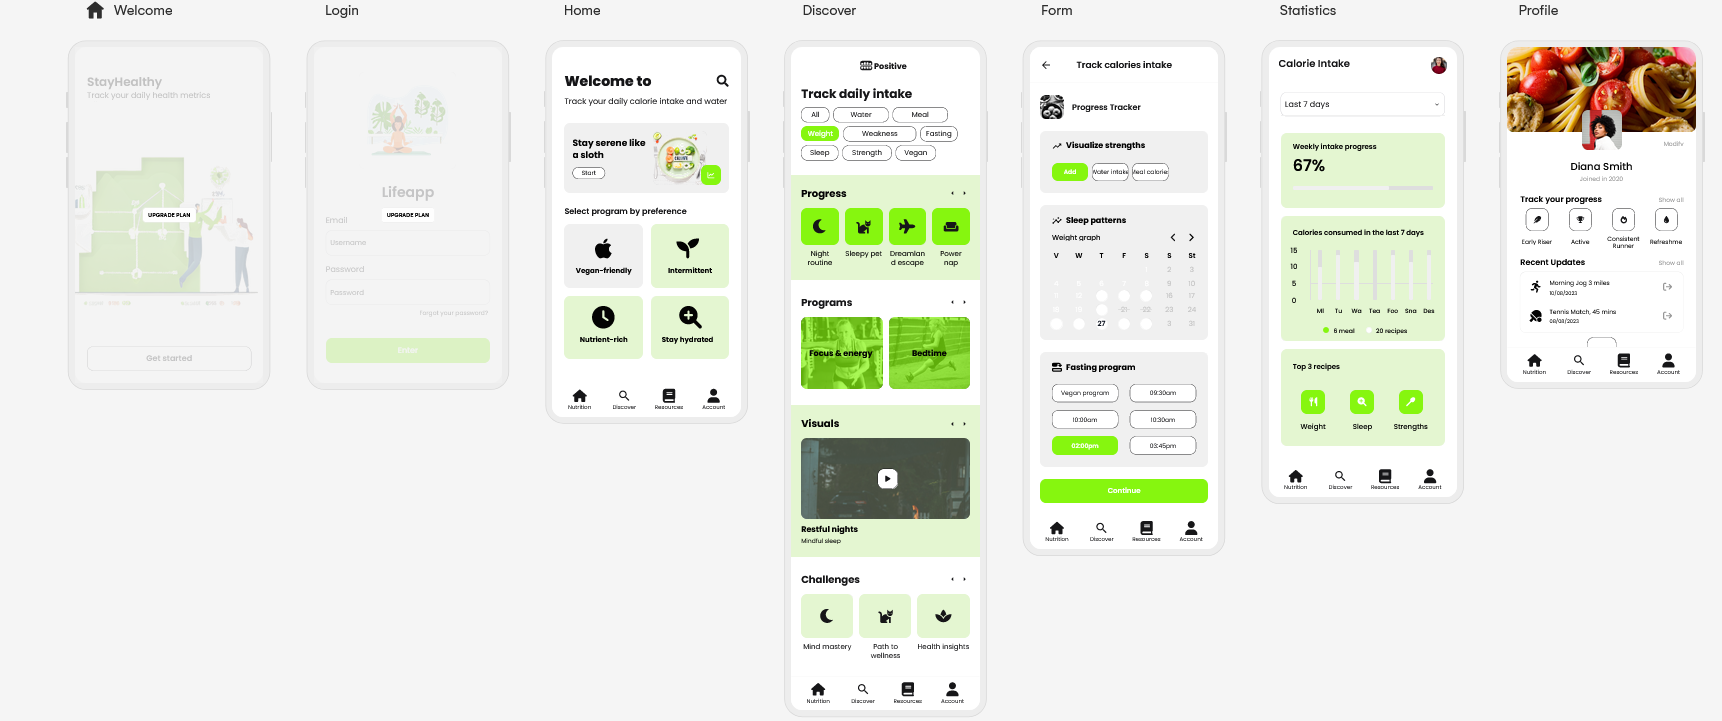 Welcome
StayHealthy
Track your daily health metrics
UPGRADE PLAN
Get started
Login
Lifeapp
UPGRADE PLAN
Email
Username
Password
Password
Forgot your password?
Enter
Home
Welcome to
Track your daily calorie intake and water
Stay serene like
a sloth
Start
Select program by preference
Vegan-friendly
Intermittent
Nutrient-rich
Stay hydrated
Nutrition Discover Resources Account
Discover
Positive
Track daily intake
All Water Meal
Weight Weakness Fasting
Sleep Strength Vegan
Progress
Night
routine
Sleepy pet
Dreamlan
d escape
Power
nap
Programs
Focus & energy
Bedtime
Visuals
Restful nights
Mindful sleep
Challenges
Mind mastery
Path to
wellness
Health insights
Nutrition Discover Resources Account
Form
Track calories intake
Progress Tracker
Visualize strengths
Add Water intake Meal calorie
Sleep patterns
Weight graph
V W T F S S St
1 2 3
4 5 6 7 8 9 10
11 12 16 17
18 19 -21- -22 23 24
27 3 31
Fasting program
Vegan program 09:30am
10:00am 10:30am
02:00pm 03:45pm
Continue
Nutrition Discover Resources Account
Statistics
Calorie Intake
Last 7 days
Weekly intake progress
67%
Calories consumed in the last 7 days
15
10
5
0
Mi Tu Wa Tea Foo Sna Des
6 meal 20 recipes
Top 3 recipes
Weight Sleep Strengths
Nutrition Discover Resources Account
Profile
Modify
Diana Smith
Joined in 2020
Track your progress Show all
Early Riser
Active
Consistent
Runner
Refreshme
Recent Updates Show all
Morning Jog 3 miles
10/08/2023
Tennis Match, 45 mins
08/08/2023
Nutrition Discover Resources Account